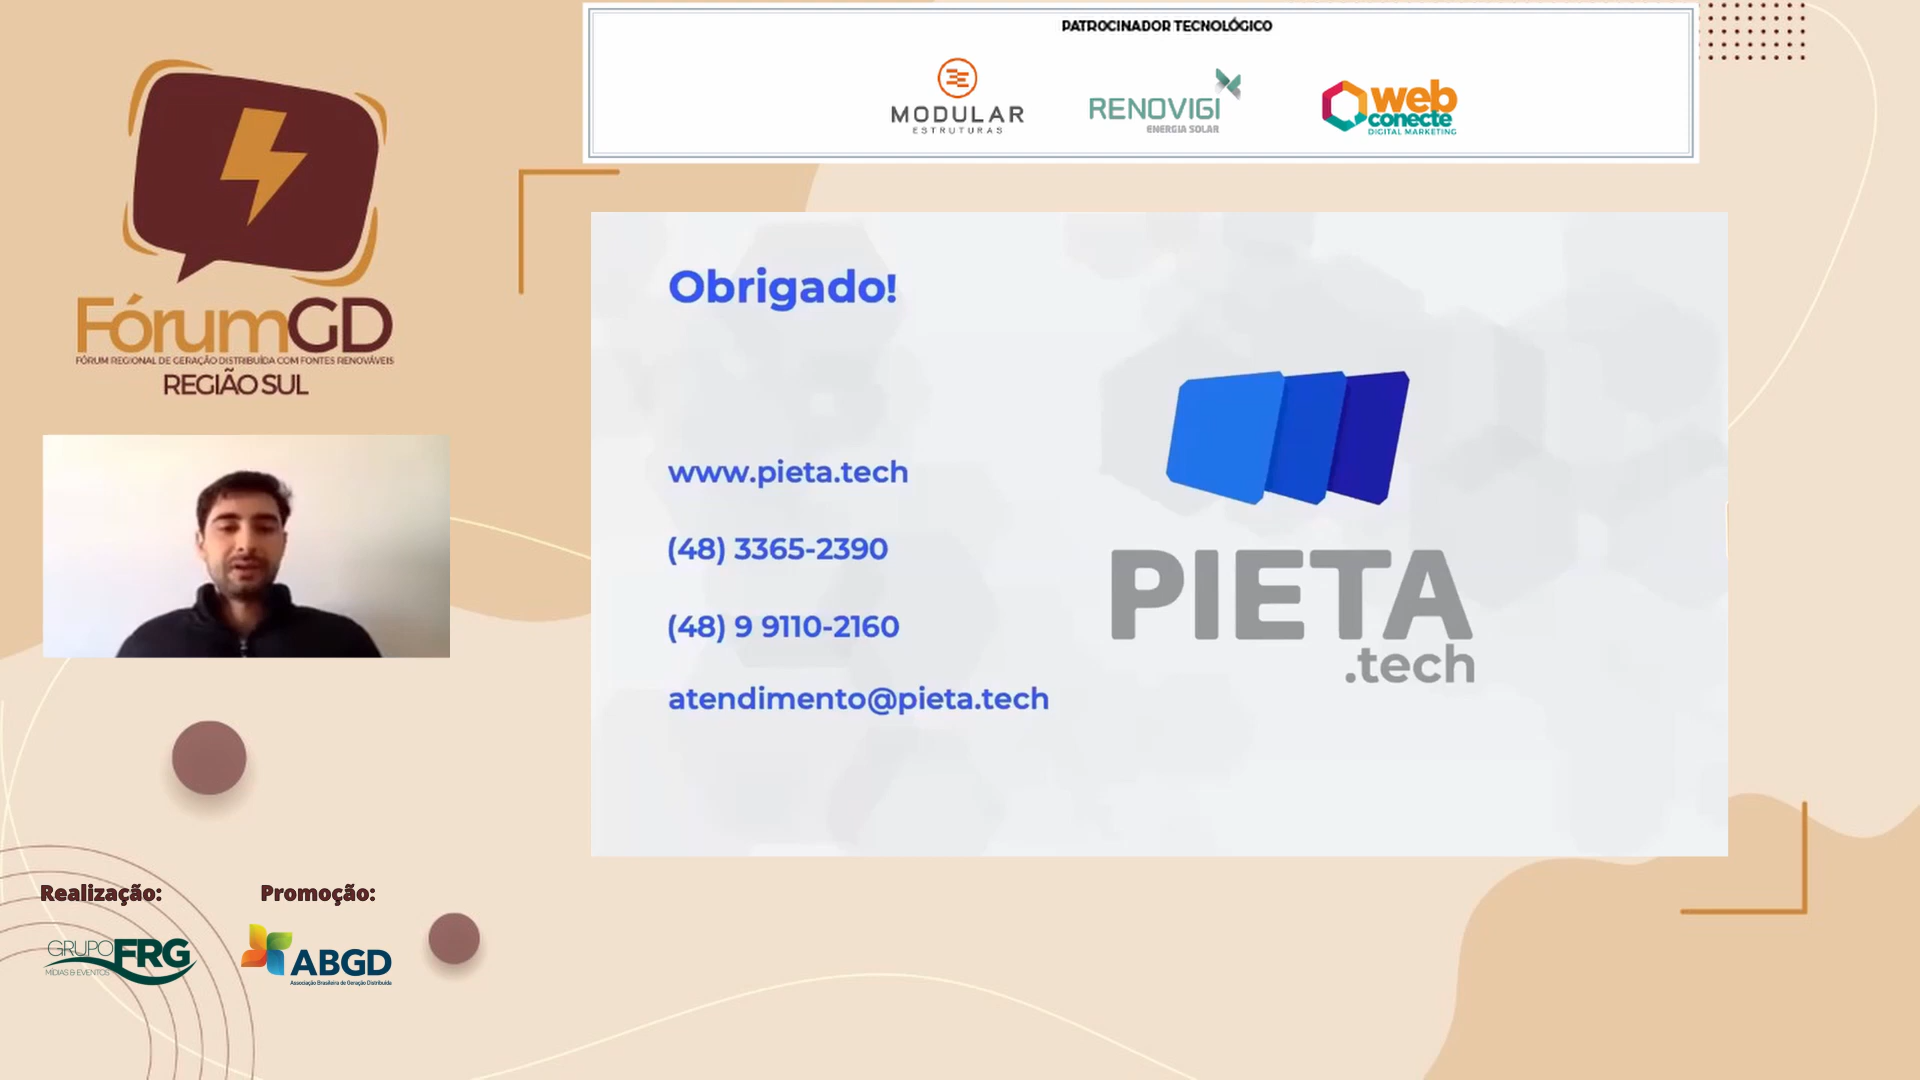 PATROCINADOR TECNOLÓGICO
MODULAR
ESTRUTURAS
RENOVIGI
ENERGIA SOLAR
web
conecte
DIGITAL MARKETING
FórumGD
FÓRUM REGIONAL DE GERAÇÃO DISTRIBUÍDA COM FONTES RENOVÁVEIS
REGIÃO SUL
Obrigado!
www.pieta.tech
(48) 3365-2390
(48) 9 9110-2160
atendimento@pieta.tech
PIETA
.tech
Realização:
GRUPO FRG
MÍDIAS & EVENTOS
Promoção:
ABGD
Associação Brasileira de Geração Distribuída